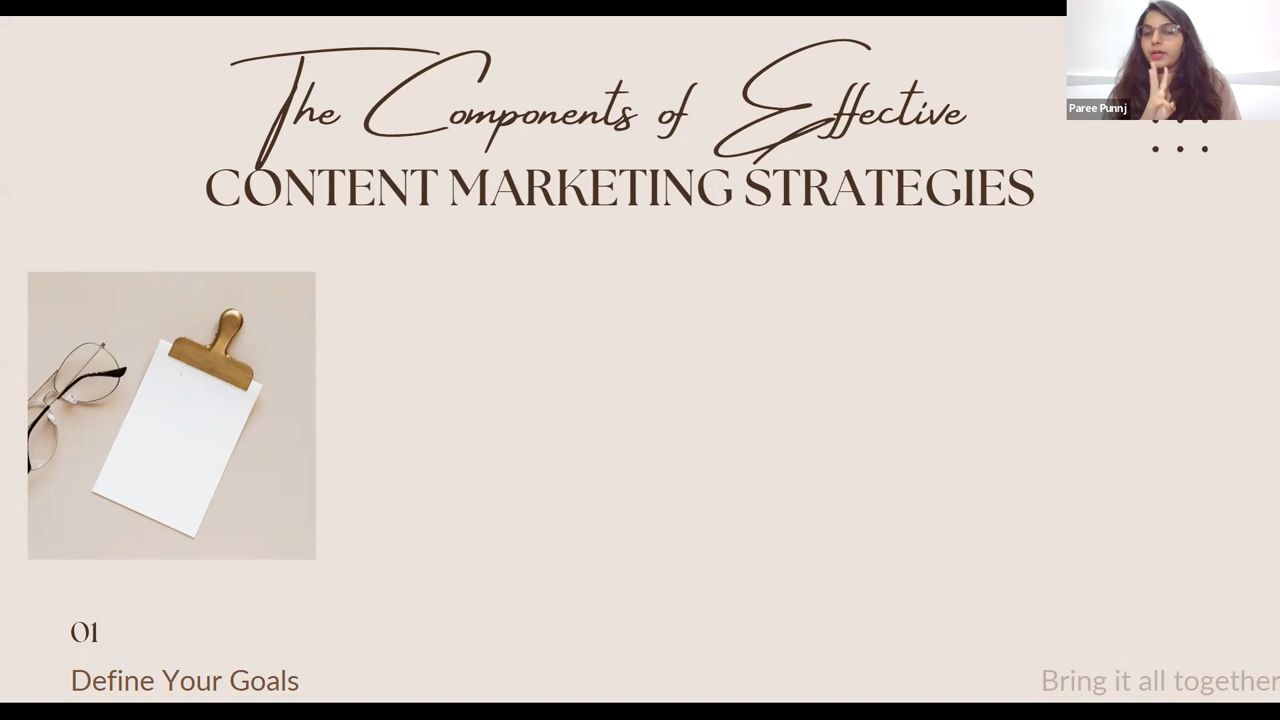 The Components of Effective
CONTENT MARKETING STRATEGIES
Paree Punnj
01
Define Your Goals
Bring it all together